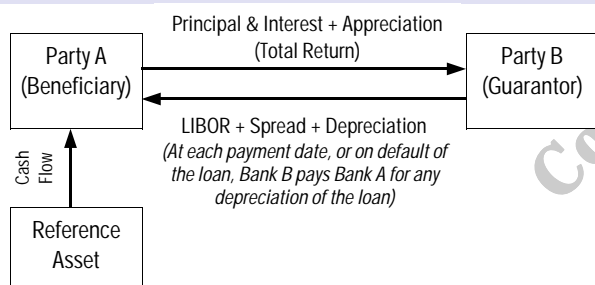 Principal & Interest + Appreciation
(Total Return)
Party A
(Beneficiary)
Party B
(Guarantor)
LIBOR + Spread + Depreciation
(At each payment date, or on default of
the loan, Bank B pays Bank A for any
depreciation of the loan)
Cash
Flow
Reference
Asset